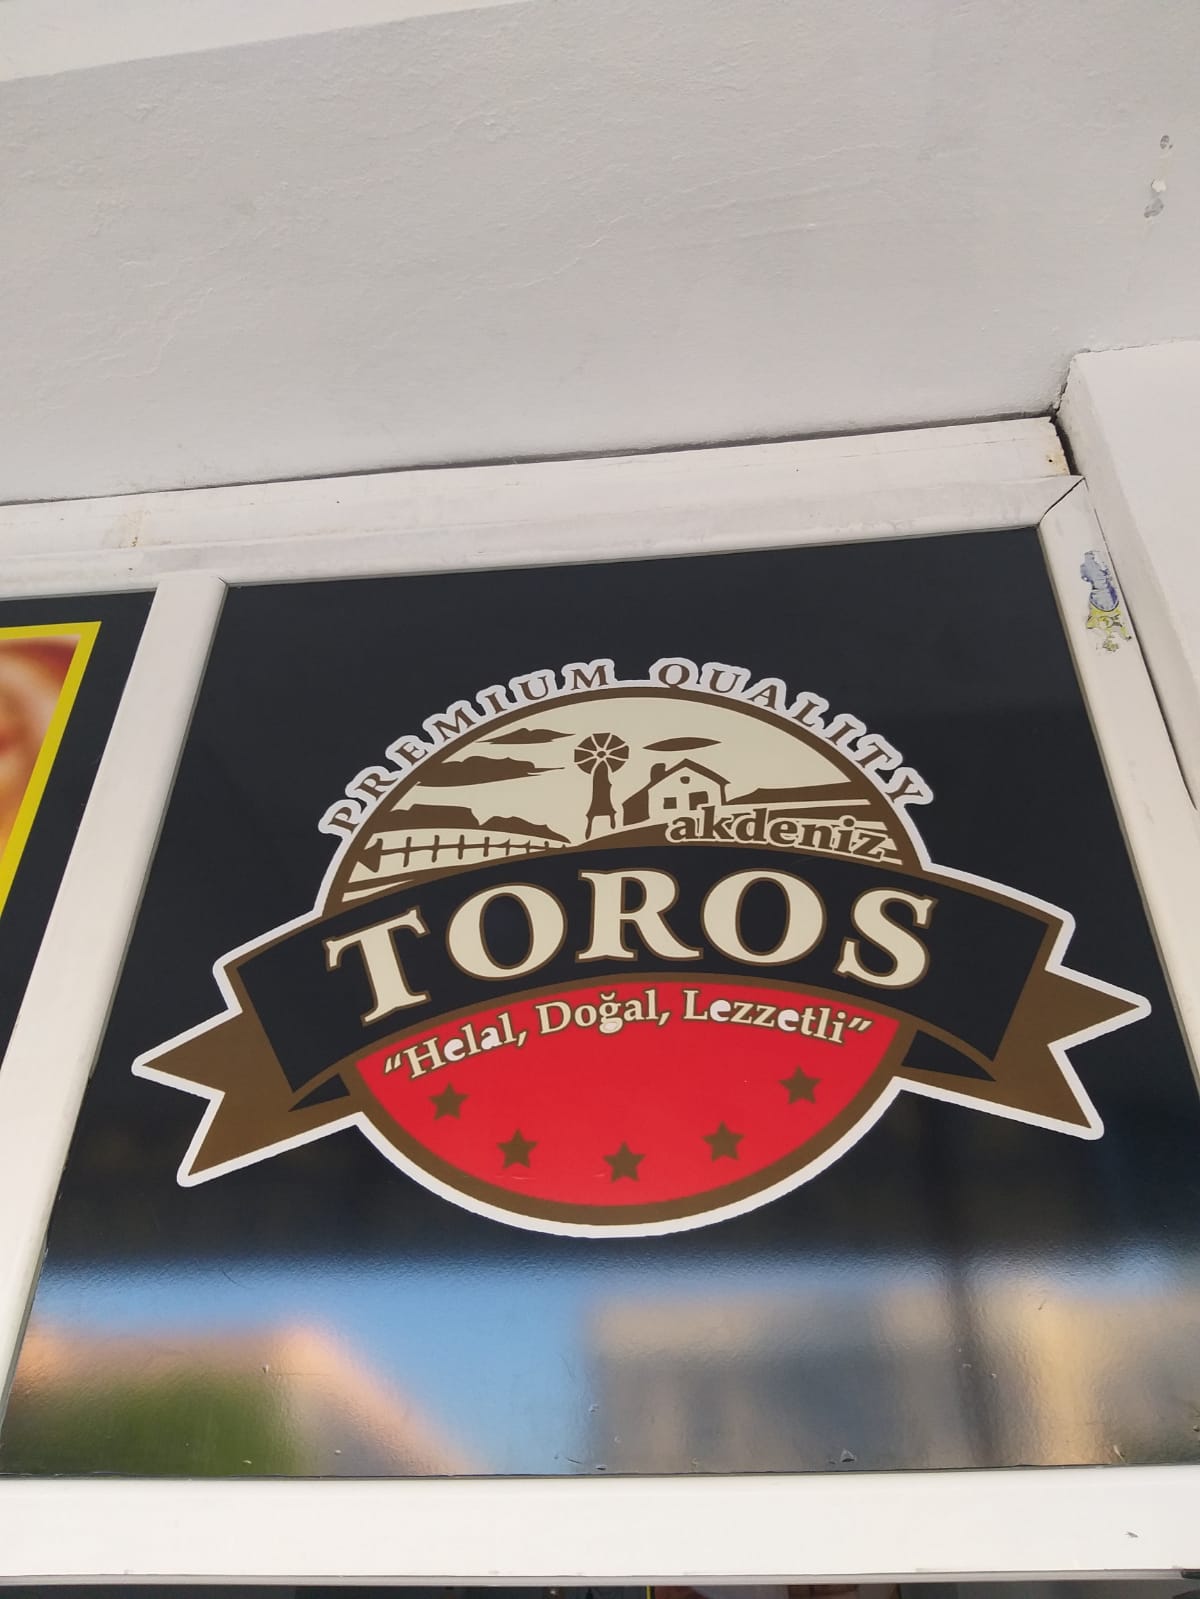 PREMIUM QUALITY
akdeniz
TOROS
"Helal, Doğal, Lezzetli"